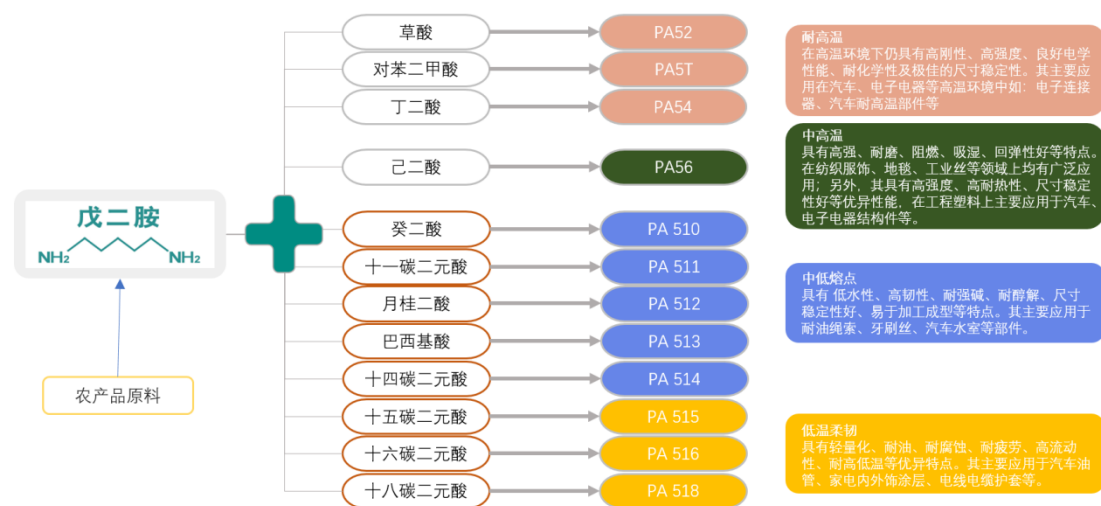 草酸
PA52
对苯二甲酸
PA5T
丁二酸
PA54
己二酸
PA56
戊二胺
NH₂
NH₂
农产品原料
癸二酸
PA 510
十一碳二元酸
PA 511
月桂二酸
PA 512
巴西基酸
PA 513
十四碳二元酸
PA 514
十五碳二元酸
PA 515
十六碳二元酸
PA 516
十八碳二元酸
PA 518
耐高温
在高温环境下仍具有高刚性、高强度、良好电学
性能、耐化学性及极佳的尺寸稳定性。其主要应
用在汽车、电子电器等高温环境中如：电子连接
器、汽车耐高温部件等
中高温
具有高强、耐磨、阻燃、吸湿、回弹性好等特点。
在纺织服饰、地毯、工业丝等领域上均有广泛应
用；另外，其具有高强度、高耐热性、尺寸稳定
性好等优异性能，在工程塑料上主要应用于汽车、
电子电器结构件等。
中低熔点
具有 低水性、高韧性、耐强碱、耐醇解、尺寸
稳定性好、易于加工成型等特点。其主要应用于
耐油绳索、牙刷丝、汽车水室等部件。
低温柔韧
具有轻量化、耐油、耐腐蚀、耐疲劳、高流动
性、耐高低温等优异特点。其主要应用于汽车油
管、家电内外饰涂层、电线电缆护套等。